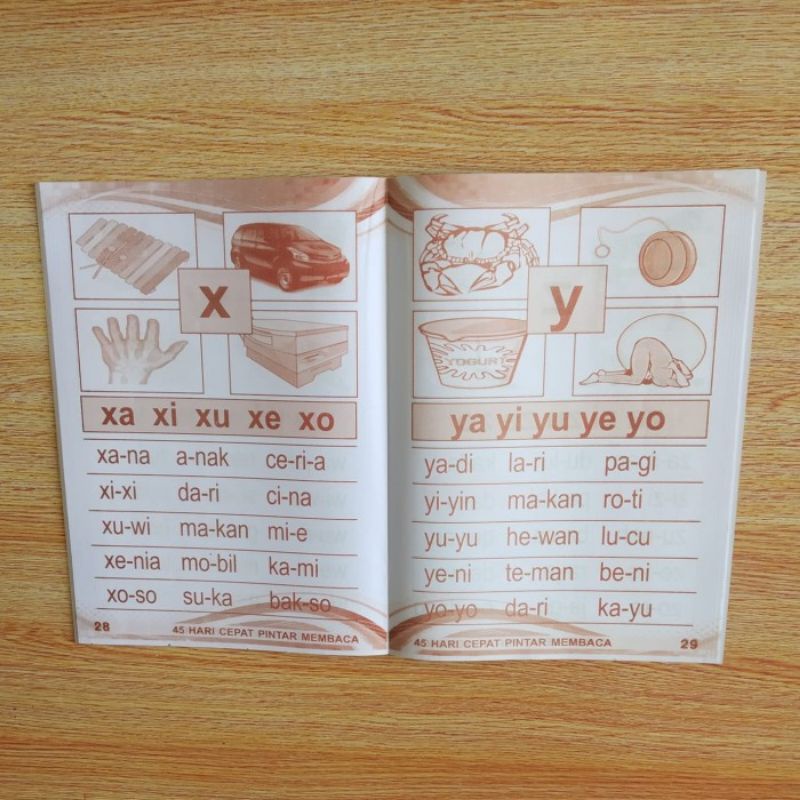 x
xa xi xu xe xo
xa-na a-nak ce-ri-a
xi-xi da-ri ci-na
xu-wi ma-kan mi-e
xe-nia mo-bil ka-mi
xo-so su-ka bak-so
28
45 HARI CEPAT PINTAR MEMBACA
y
YOGURT
ya yi yu ye yo
ya-di la-ri pa-gi
yi-yin ma-kan ro-ti
yu-yu he-wan lu-cu
ye-ni te-man be-ni
yo-yo da-ri ka-yu
45 HARI CEPAT PINTAR MEMBACA
29